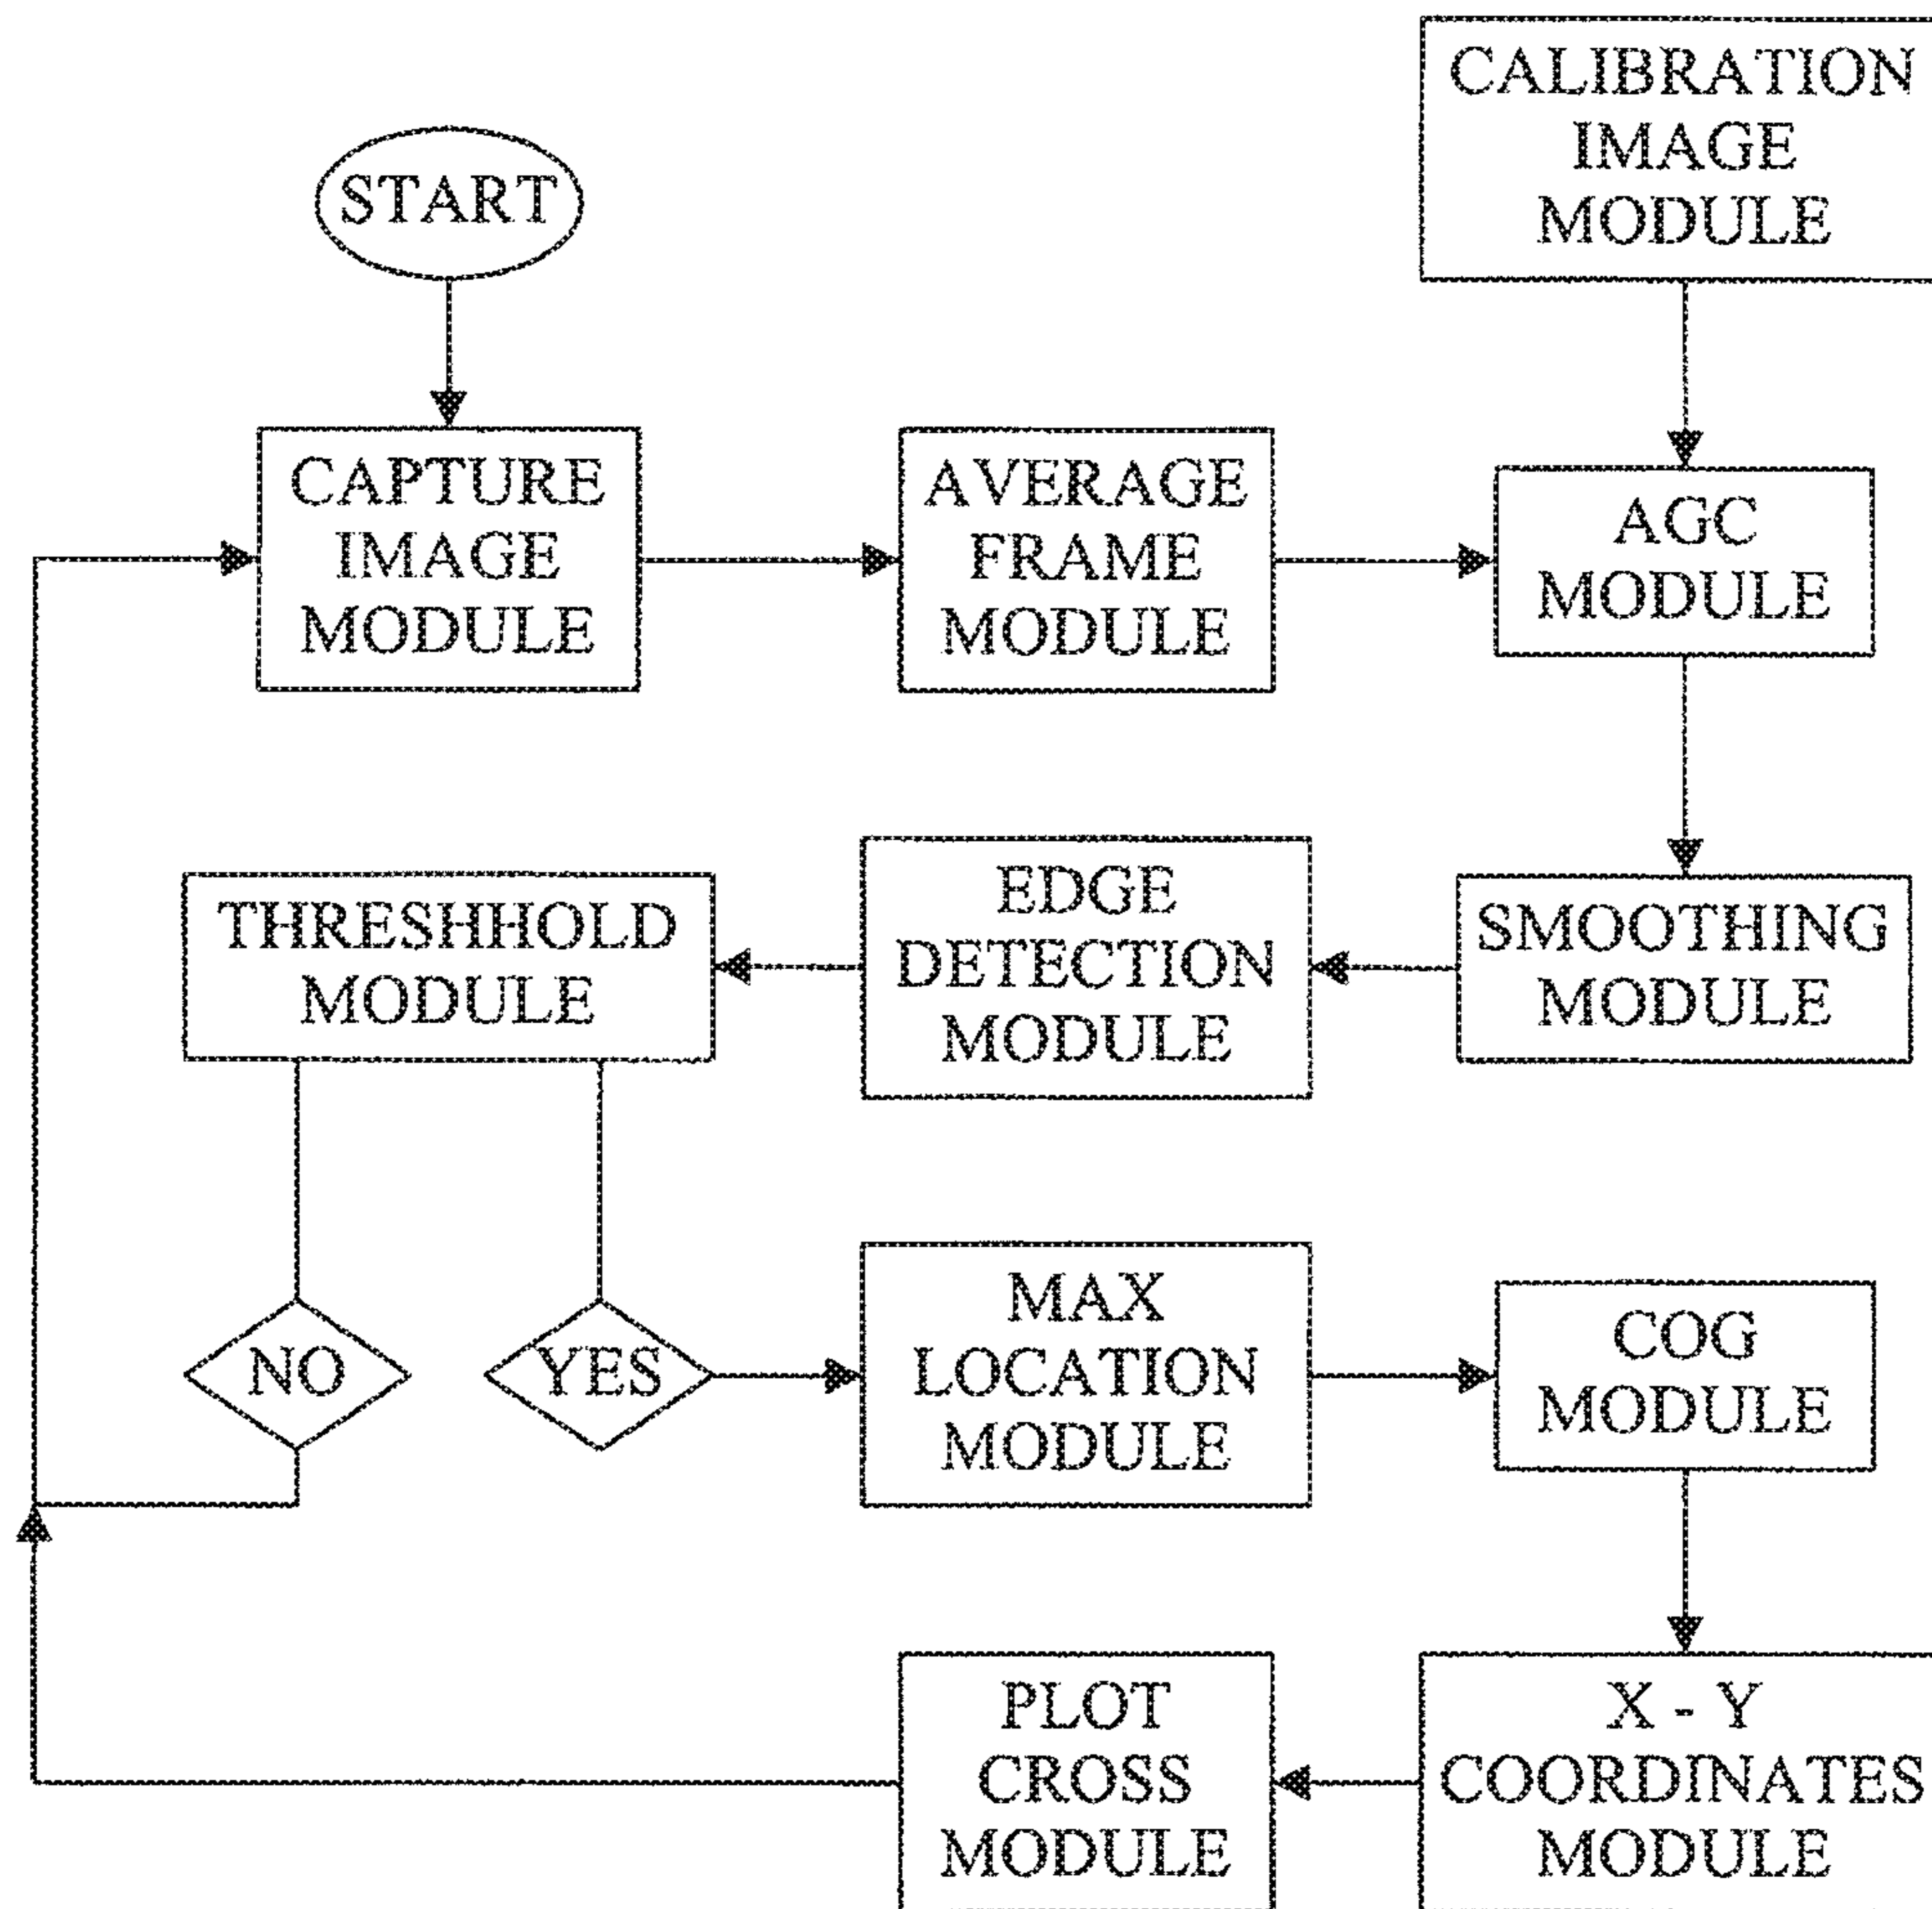 CALIBRATION
IMAGE
MODULE
START
CAPTURE
IMAGE
MODULE
AVERAGE
FRAME
MODULE
AGC
MODULE
THRESHHOLD
MODULE
EDGE
DETECTION
MODULE
SMOOTHING
MODULE
NO
YES
MAX
LOCATION
MODULE
COG
MODULE
PLOT
CROSS
MODULE
X - Y
COORDINATES
MODULE